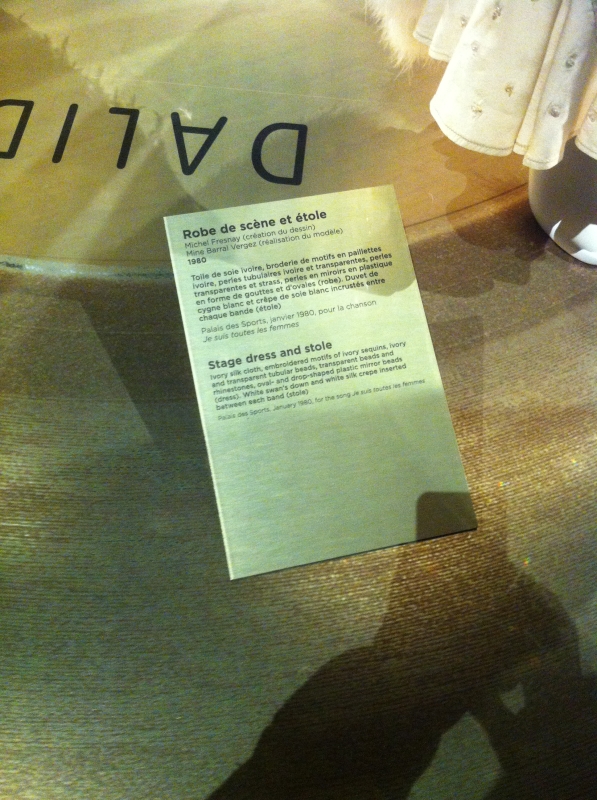 DALID
Robe de scène et étole
Michel Fresnay (création du dessin)
Mine Barral Vergez (réalisation du modèle)
1980
Toile de soie ivoire, broderie de motifs en paillettes
ivoire, perles tubulaires ivoire et transparentes, perles
transparentes et strass, perles en miroirs en plastique
en forme de gouttes et d'ovales (robe). Duvet de
cygne blanc et crêpe de soie blanc incrustés entre
chaque bande (étole)
Palais des Sports, janvier 1980, pour la chanson
Je suis toutes les femmes
Stage dress and stole
Ivory silk cloth, embroidered motifs of ivory sequins, ivory
and transparent tubular beads, transparent beads and
rhinestones, oval- and drop-shaped plastic mirror beads
(dress). White swan's down and white silk crepe inserted
between each band (stole)
Palais des Sports, January 1980, for the song Je suis toutes les femmes